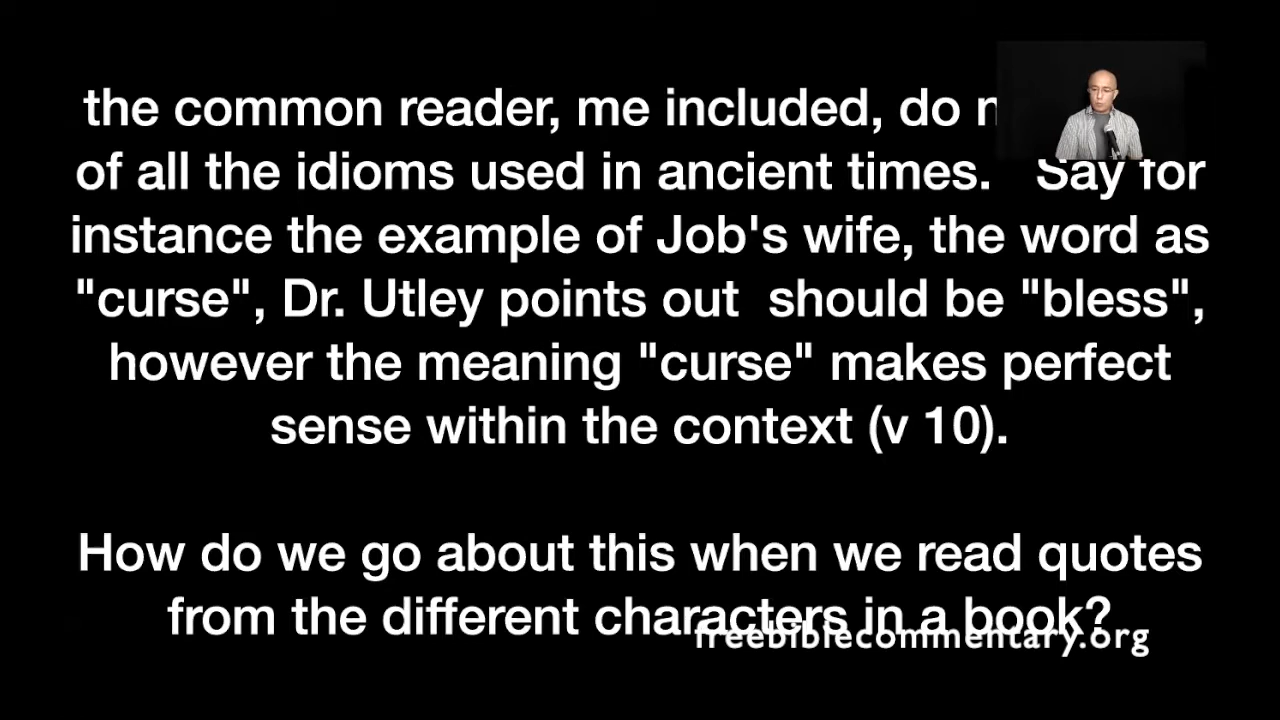 the common reader, me included, do
of all the idioms used in ancient times. Say for
instance the example of Job's wife, the word as
"curse", Dr. Utley points out should be "bless",
however the meaning "curse" makes perfect
sense within the context (v 10).
How do we go about this when we read quotes
from the different characters in a book?
freebiblecommentary.org